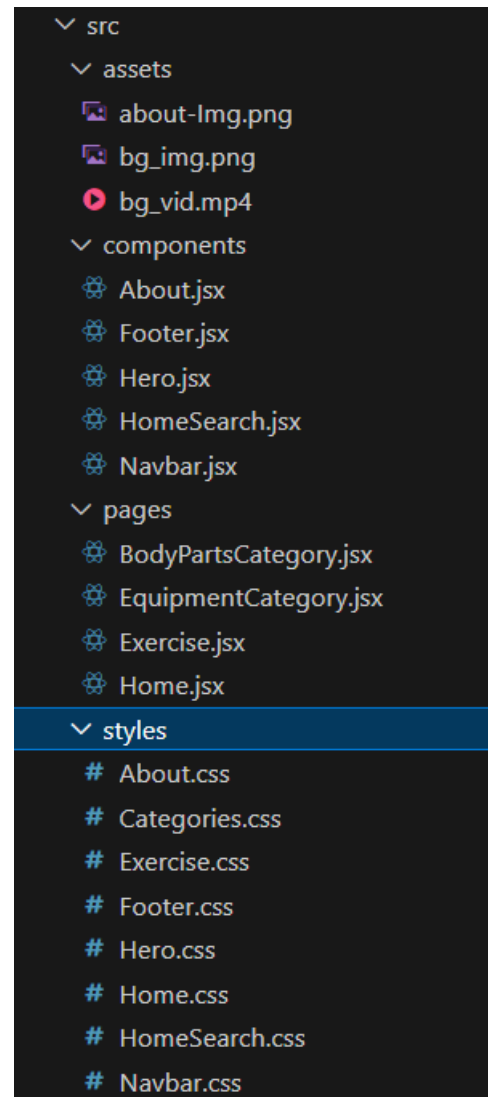 src
assets
about-Img.png
bg_img.png
bg_vid.mp4
components
About.jsx
Footer.jsx
Hero.jsx
HomeSearch.jsx
Navbar.jsx
pages
BodyPartsCategory.jsx
EquipmentCategory.jsx
Exercise.jsx
Home.jsx
styles
# About.css
# Categories.css
# Exercise.css
# Footer.css
# Hero.css
# Home.css
# HomeSearch.css
# Navbar.css